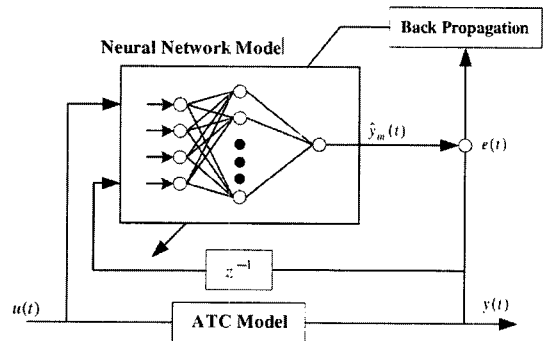 Back Propagation
Neural Network Model
ŷₘ(t)
e(t)
z⁻¹
u(t)
ATC Model
y(t)